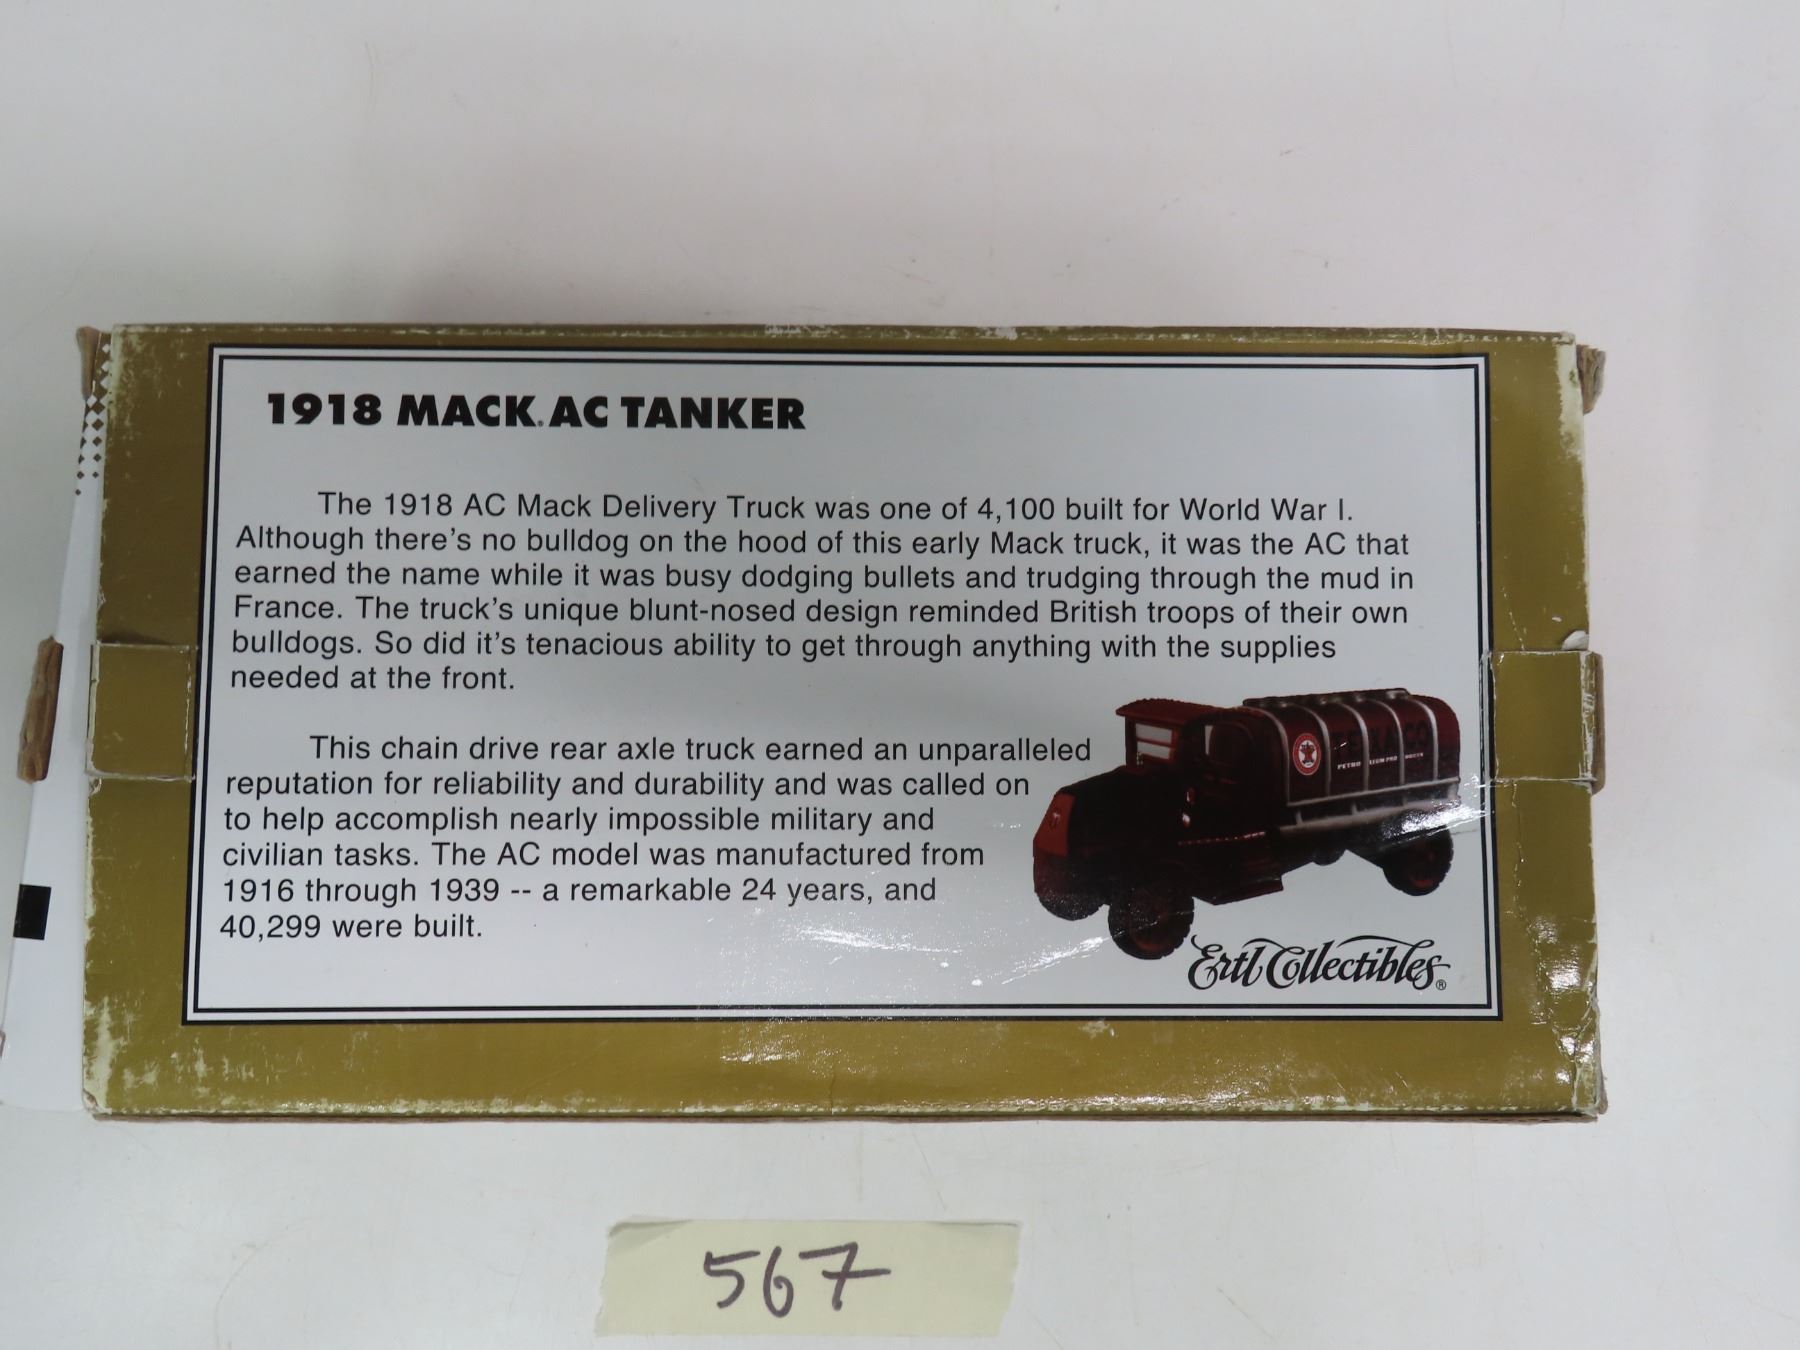 1918 MACK. AC TANKER
The 1918 AC Mack Delivery Truck was one of 4,100 built for World War I.
Although there's no bulldog on the hood of this early Mack truck, it was the AC that
earned the name while it was busy dodging bullets and trudging through the mud in
France. The truck's unique blunt-nosed design reminded British troops of their own
bulldogs. So did it's tenacious ability to get through anything with the supplies
needed at the front.
This chain drive rear axle truck earned an unparalleled
reputation for reliability and durability and was called on
to help accomplish nearly impossible military and
civilian tasks. The AC model was manufactured from
1916 through 1939 -- a remarkable 24 years, and
40,299 were built.
TEXACO
PETROLEUM PRODUCTS
Ertl Collectibles®
567